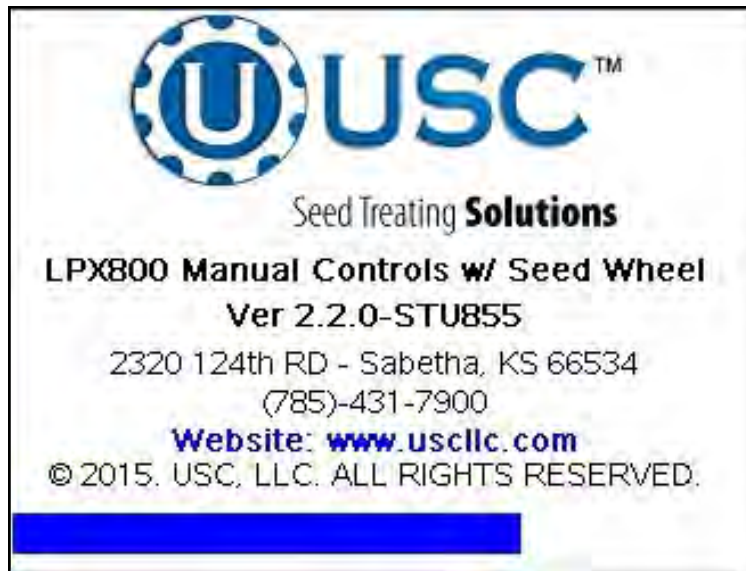 U USC™
Seed Treating Solutions
LPX800 Manual Controls w/ Seed Wheel
Ver 2.2.0-STU855
2320 124th RD - Sabetha, KS 66534
(785)-431-7900
Website: www.uscllc.com
© 2015. USC, LLC. ALL RIGHTS RESERVED.